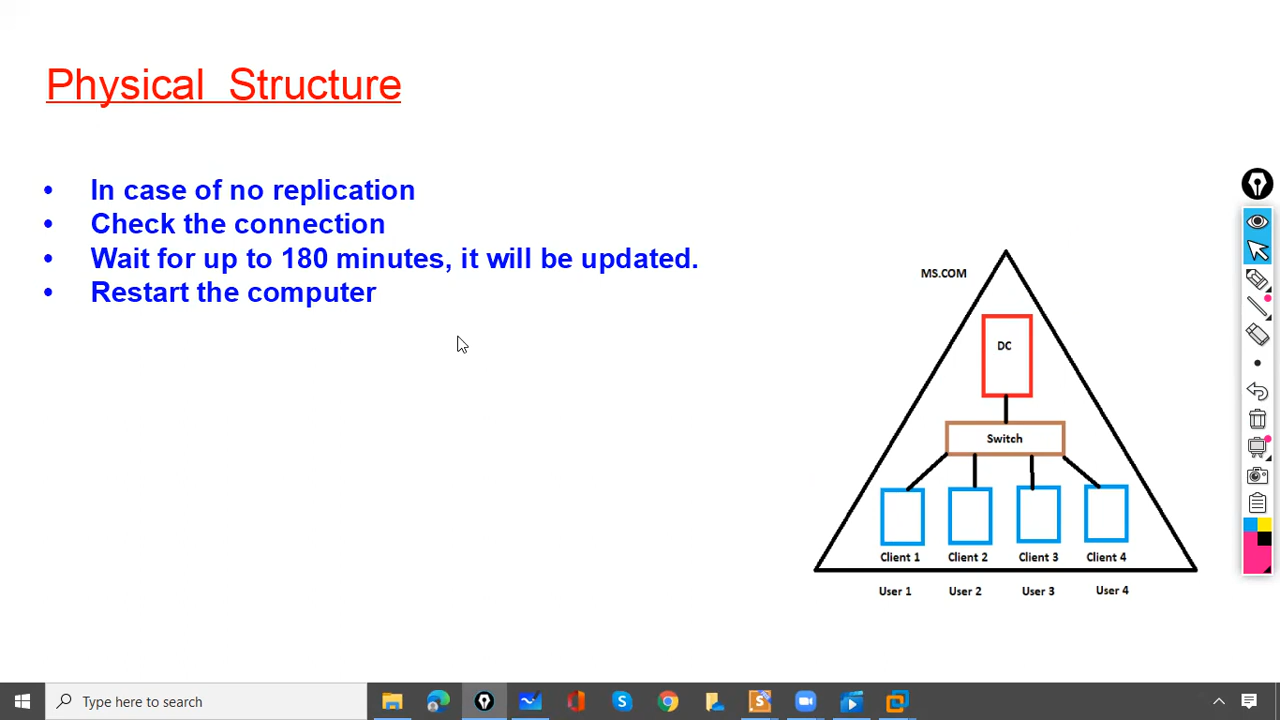 Physical Structure
• In case of no replication
• Check the connection
• Wait for up to 180 minutes, it will be updated.
• Restart the computer
MS.COM
DC
Switch
Client 1 Client 2 Client 3 Client 4
User 1 User 2 User 3 User 4
Type here to search